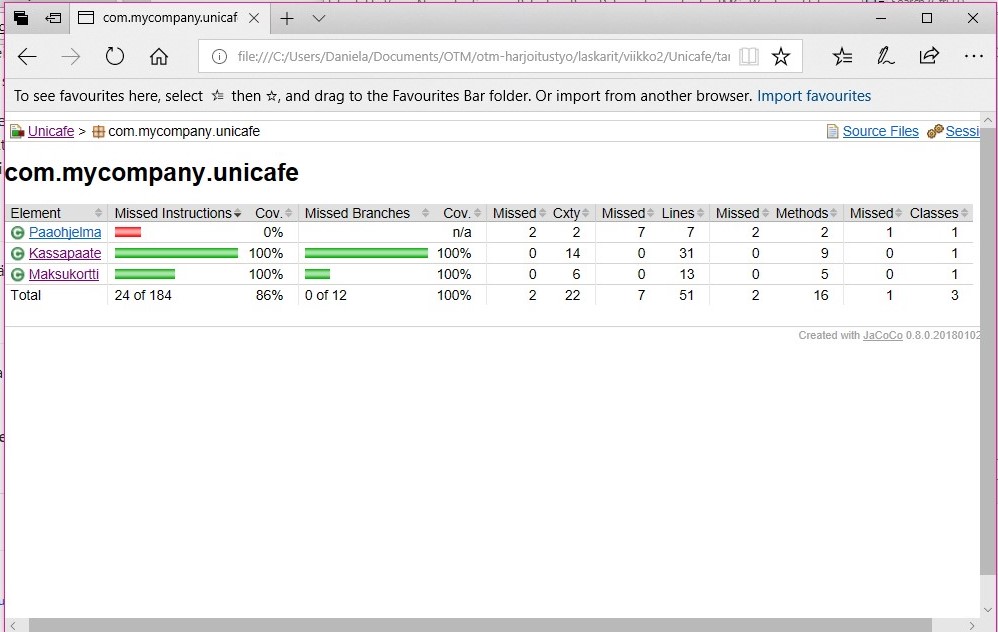 com.mycompany.unicaf
file:///C:/Users/Daniela/Documents/OTM/otm-harjoitustyo/laskarit/viikko2/Unicafe/tar
To see favourites here, select then , and drag to the Favourites Bar folder. Or import from another browser. Import favourites
Unicafe > com.mycompany.unicafe Source Files Sessi
com.mycompany.unicafe
Element Missed Instructions Cov. Missed Branches Cov. Missed Cxty Missed Lines Missed Methods Missed Classes
Paaohjelma 0% n/a 2 2 7 7 2 2 1 1
Kassapaate 100% 100% 0 14 0 31 0 9 0 1
Maksukortti 100% 100% 0 6 0 13 0 5 0 1
Total 24 of 184 86% 0 of 12 100% 2 22 7 51 2 16 1 3
Created with JaCoCo 0.8.0.20180102